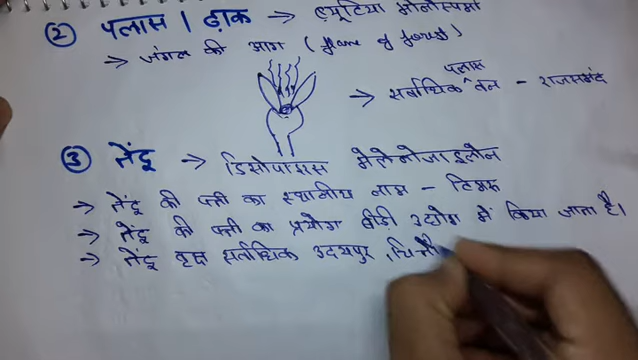 ② पलास / ढ़ाक → ब्यूटिया मोनोस्पर्मा
→ जंगल की आग (flame of forest)
→ सर्वाधिक पलास वन - राजसमंद
③ तेंदू → डिसोपाइरस मेलेनोजाइलोन
→ तेंदू की पत्ती का स्थानीय नाम - टिमरू
→ तेंदू की पत्ती का प्रयोग बीडी उद्योग में किया जाता है।
→ तेंदू वृक्ष सर्वाधिक उदयपुर, चित्तौ